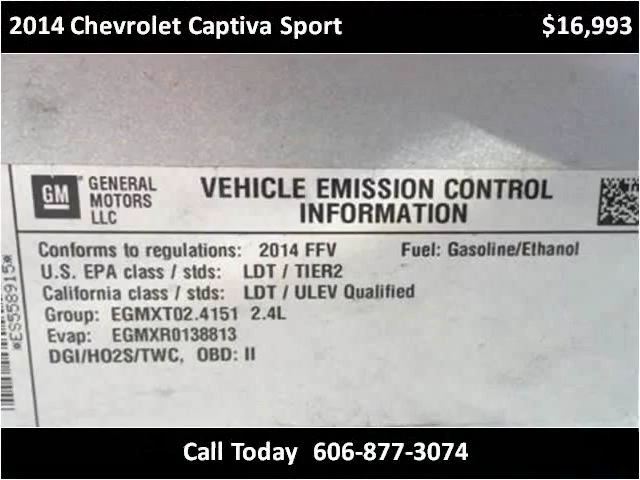 2014 Chevrolet Captiva Sport $16,993
GM GENERAL
MOTORS
LLC
VEHICLE EMISSION CONTROL
INFORMATION
Conforms to regulations: 2014 FFV Fuel: Gasoline/Ethanol
U.S. EPA class / stds: LDT / TIER2
California class / stds: LDT / ULEV Qualified
Group: EGMXT02.4151 2.4L
Evap: EGMXR0138813
DGI/HO2S/TWC, OBD: II
*ES558915*
Call Today 606-877-3074